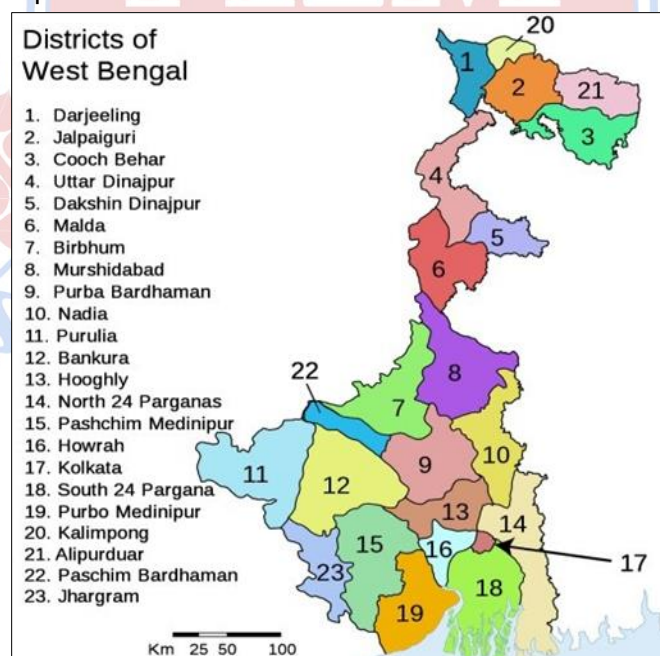 Districts of
West Bengal
1. Darjeeling
2. Jalpaiguri
3. Cooch Behar
4. Uttar Dinajpur
5. Dakshin Dinajpur
6. Malda
7. Birbhum
8. Murshidabad
9. Purba Bardhaman
10. Nadia
11. Purulia
12. Bankura
13. Hooghly
14. North 24 Parganas
15. Pashchim Medinipur
16. Howrah
17. Kolkata
18. South 24 Pargana
19. Purbo Medinipur
20. Kalimpong
21. Alipurduar
22. Paschim Bardhaman
23. Jhargram
20
1
2
21
3
4
5
6
8
22
7
10
9
11
12
13
14
15
16
17
23
18
19
Km 25 50 100